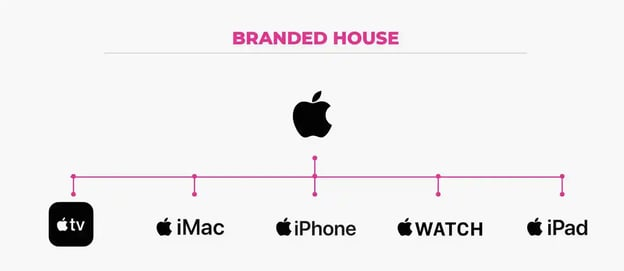 BRANDED HOUSE
tv
iMac
iPhone
WATCH
iPad